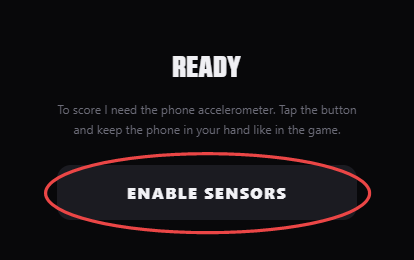 READY
To score I need the phone accelerometer. Tap the button
and keep the phone in your hand like in the game.
ENABLE SENSORS